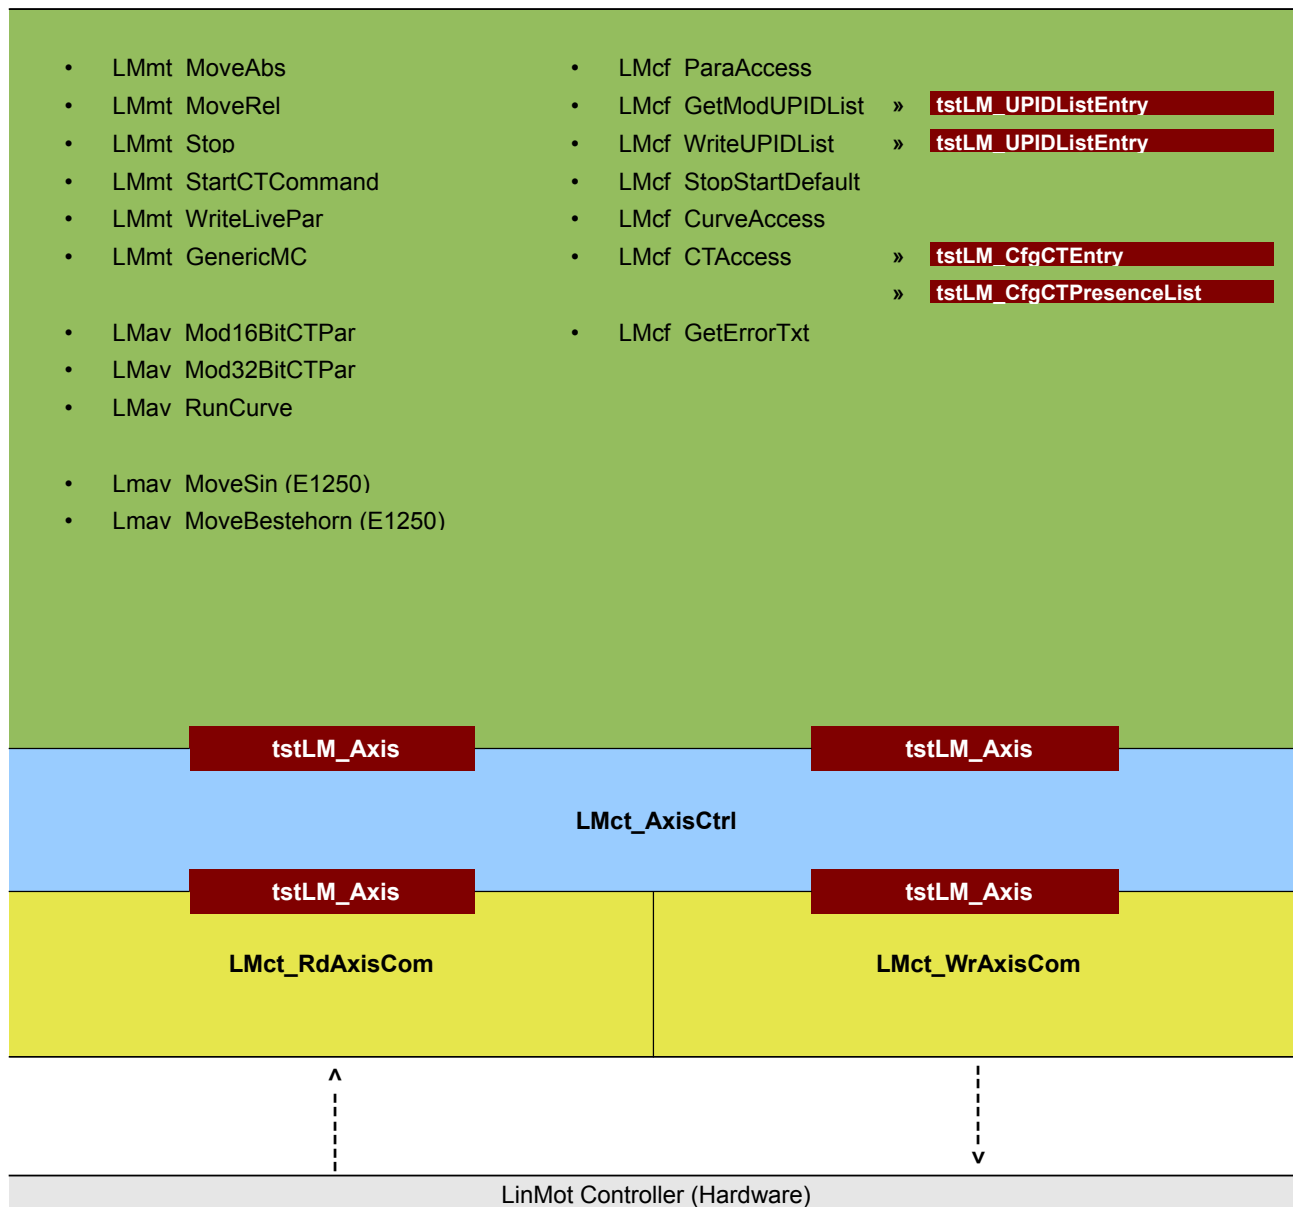 • LMmt MoveAbs
• LMmt MoveRel
• LMmt Stop
• LMmt StartCTCommand
• LMmt WriteLivePar
• LMmt GenericMC
• LMav Mod16BitCTPar
• LMav Mod32BitCTPar
• LMav RunCurve
• Lmav MoveSin (E1250)
• Lmav MoveBestehorn (E1250)
• LMcf ParaAccess
• LMcf GetModUPIDList » tstLM_UPIDListEntry
• LMcf WriteUPIDList » tstLM_UPIDListEntry
• LMcf StopStartDefault
• LMcf CurveAccess
• LMcf CTAccess » tstLM_CfgCTEntry
» tstLM_CfgCTPresenceList
• LMcf GetErrorTxt
tstLM_Axis tstLM_Axis
LMct_AxisCtrl
tstLM_Axis tstLM_Axis
LMct_RdAxisCom LMct_WrAxisCom
LinMot Controller (Hardware)